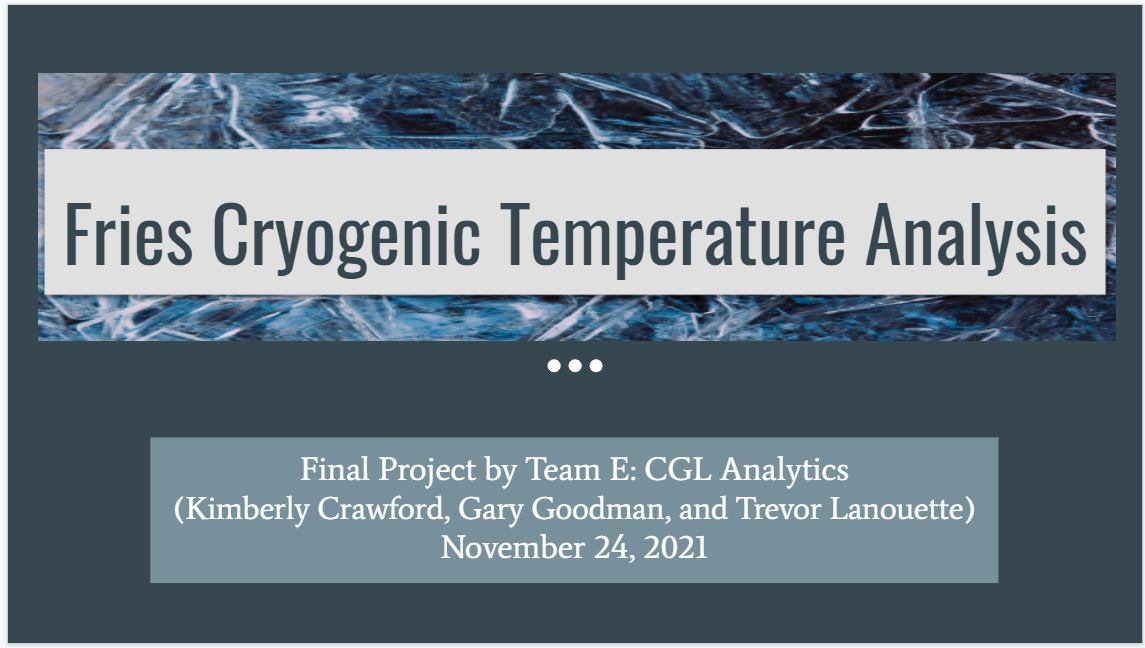 Fries Cryogenic Temperature Analysis
Final Project by Team E: CGL Analytics
(Kimberly Crawford, Gary Goodman, and Trevor Lanouette)
November 24, 2021